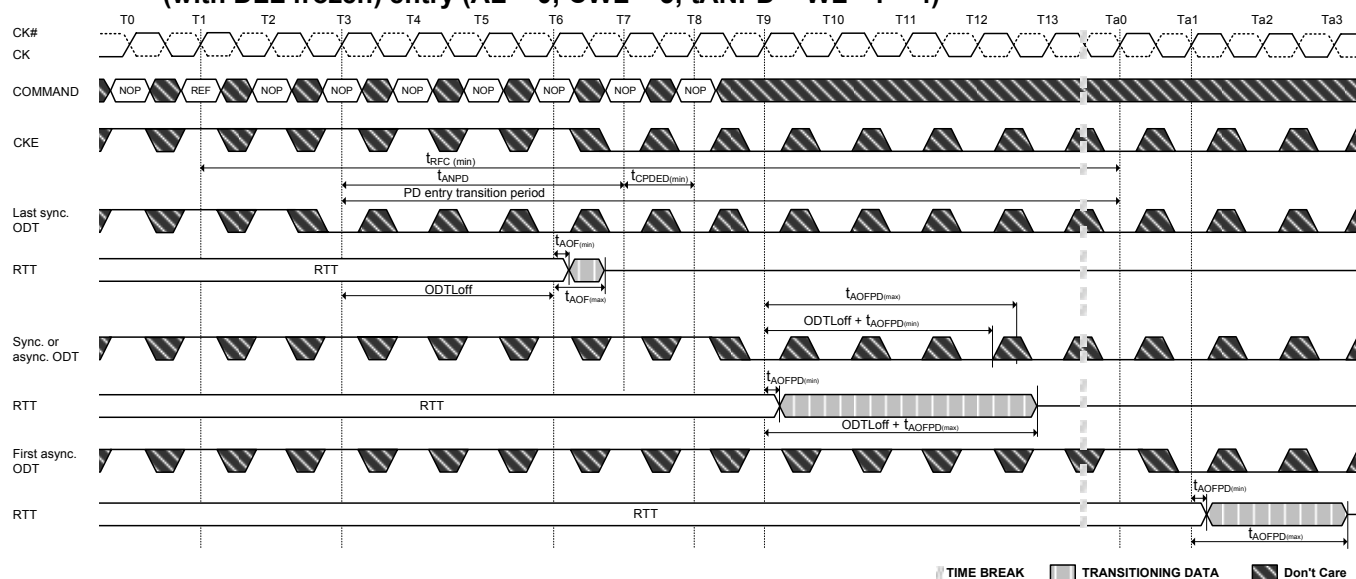 (with DLL frozen) entry (AL = 0; CWL = 5; tANPD = WL - 1 = 4)
T0 T1 T2 T3 T4 T5 T6 T7 T8 T9 T10 T11 T12 T13 Ta0 Ta1 Ta2 Ta3
CK#
CK
COMMAND NOP REF NOP NOP NOP NOP NOP NOP NOP
CKE
tRFC (min)
tANPD tCPDED(min)
PD entry transition period
Last sync.
ODT
tAOF(min)
RTT RTT
ODTLoff tAOF(max)
tAOFPD(max)
ODTLoff + tAOFPD(min)
Sync. or
async. ODT
tAOFPD(min)
RTT RTT
ODTLoff + tAOFPD(max)
First async.
ODT
tAOFPD(min)
RTT RTT
tAOFPD(max)
TIME BREAK TRANSITIONING DATA Don't Care